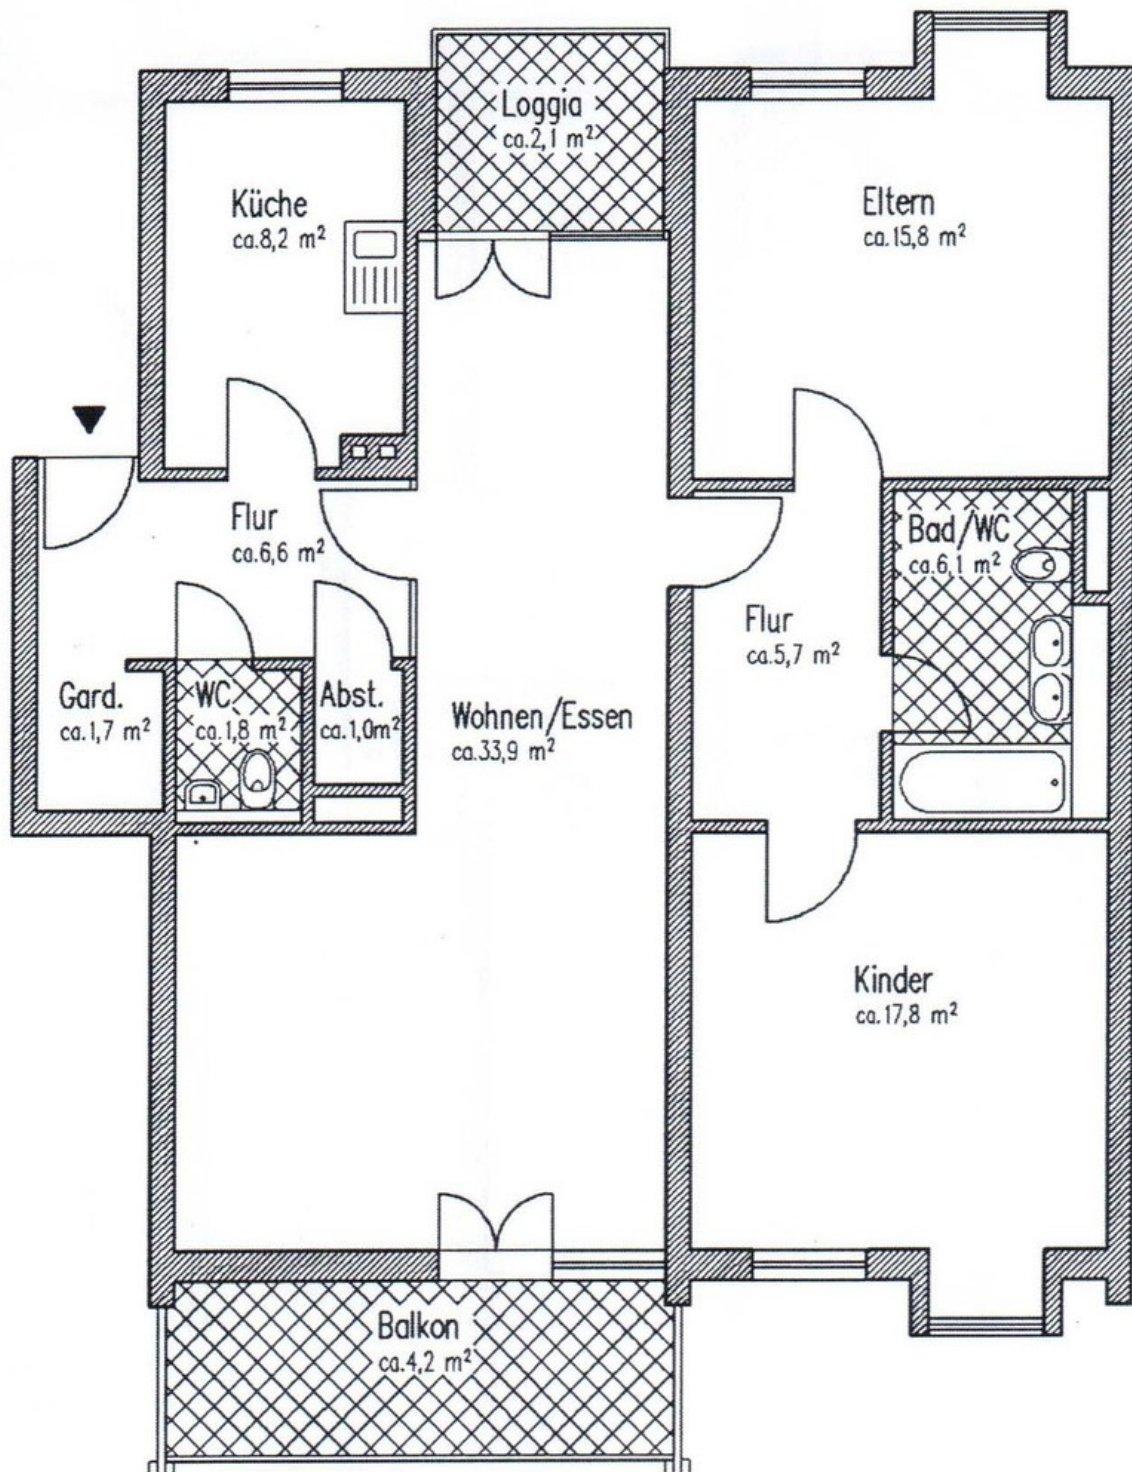 Loggia
ca.2,1 m²
Küche
ca.8,2 m²
Eltern
ca.15,8 m²
Flur
ca.6,6 m²
Bad/WC
ca.6,1 m²
Flur
ca.5,7 m²
Gard.
ca.1,7 m²
WC
ca.1,8 m²
Abst.
ca.1,0m²
Wohnen/Essen
ca.33,9 m²
Kinder
ca.17,8 m²
Balkon
ca.4,2 m²